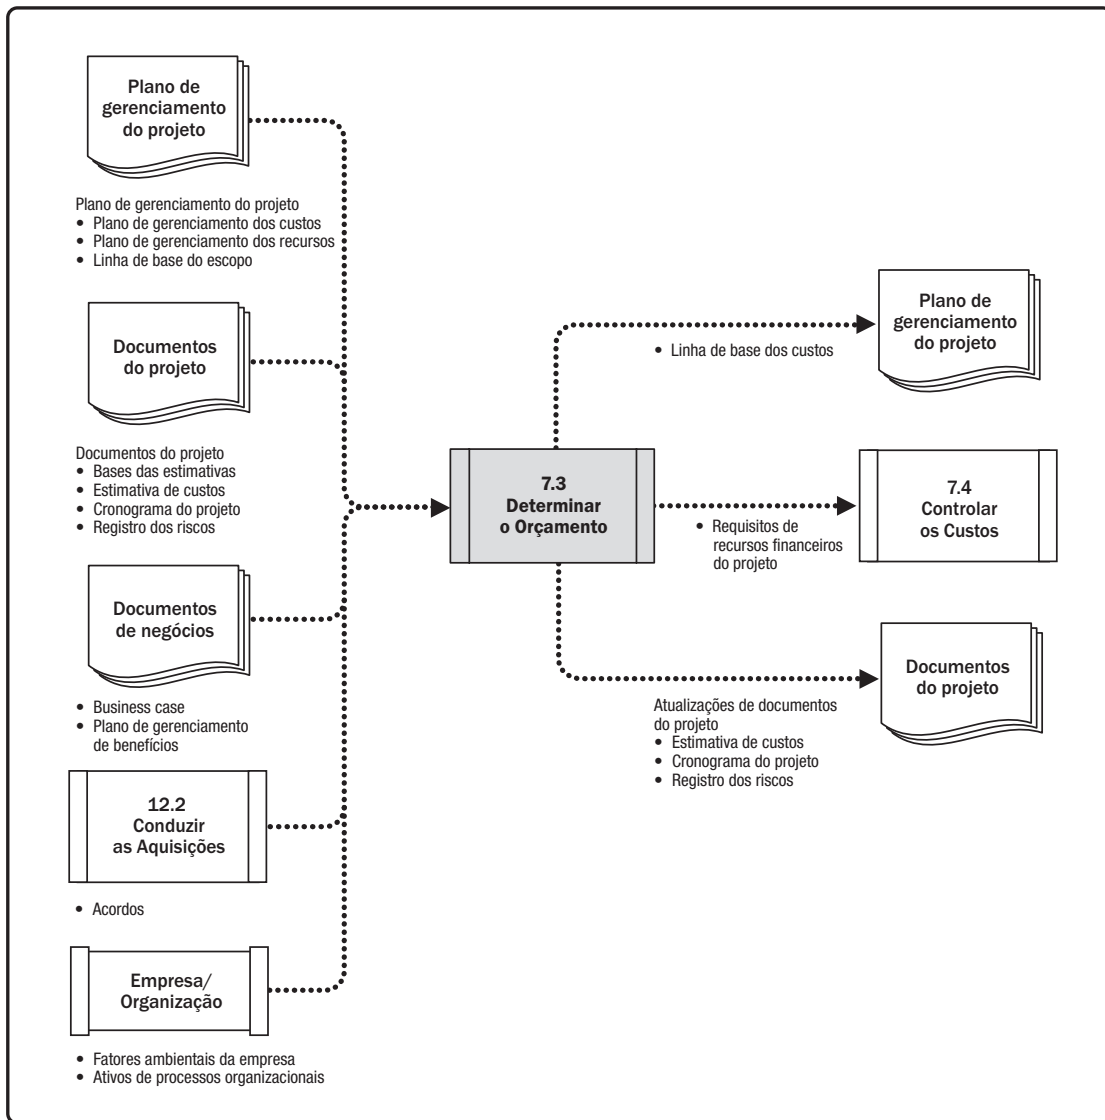 Plano de
gerenciamento
do projeto
Plano de gerenciamento do projeto
• Plano de gerenciamento dos custos
• Plano de gerenciamento dos recursos
• Linha de base do escopo
Documentos
do projeto
Documentos do projeto
• Bases das estimativas
• Estimativa de custos
• Cronograma do projeto
• Registro dos riscos
Documentos
de negócios
• Business case
• Plano de gerenciamento
de benefícios
12.2
Conduzir
as Aquisições
• Acordos
Empresa/
Organização
• Fatores ambientais da empresa
• Ativos de processos organizacionais
7.3
Determinar
o Orçamento
• Linha de base dos custos
Plano de
gerenciamento
do projeto
• Requisitos de
recursos financeiros
do projeto
7.4
Controlar
os Custos
Atualizações de documentos
do projeto
• Estimativa de custos
• Cronograma do projeto
• Registro dos riscos
Documentos
do projeto